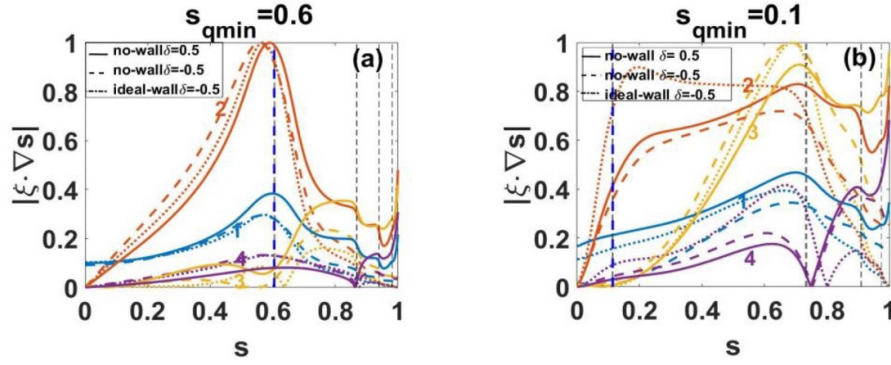 s_qmin=0.6
(a)
no-wallδ=0.5
no-wallδ=-0.5
ideal-wallδ=-0.5
2
1
4
3
|ξ·∇s|
1
0.8
0.6
0.4
0.2
0
0 0.2 0.4 0.6 0.8 1
s
s_qmin=0.1
(b)
no-wall δ= 0.5
no-wall δ=-0.5
ideal-wall δ=-0.5
2
3
1
4
|ξ·∇s|
1
0.8
0.6
0.4
0.2
0
0 0.2 0.4 0.6 0.8 1
s